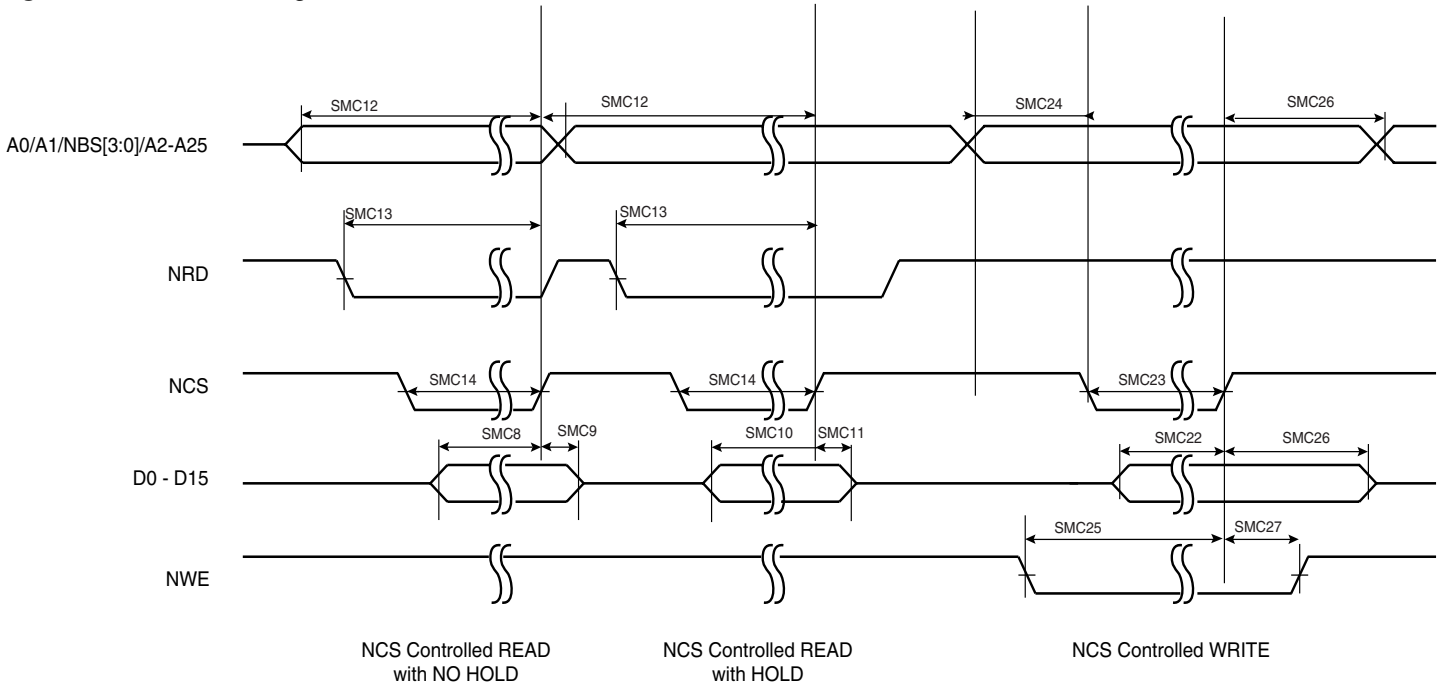 SMC12
SMC12
SMC24
SMC26
A0/A1/NBS[3:0]/A2-A25
SMC13
SMC13
NRD
NCS
SMC14
SMC14
SMC23
SMC8
SMC9
SMC10
SMC11
SMC22
SMC26
D0 - D15
SMC25
SMC27
NWE
NCS Controlled READ
with NO HOLD
NCS Controlled READ
with HOLD
NCS Controlled WRITE